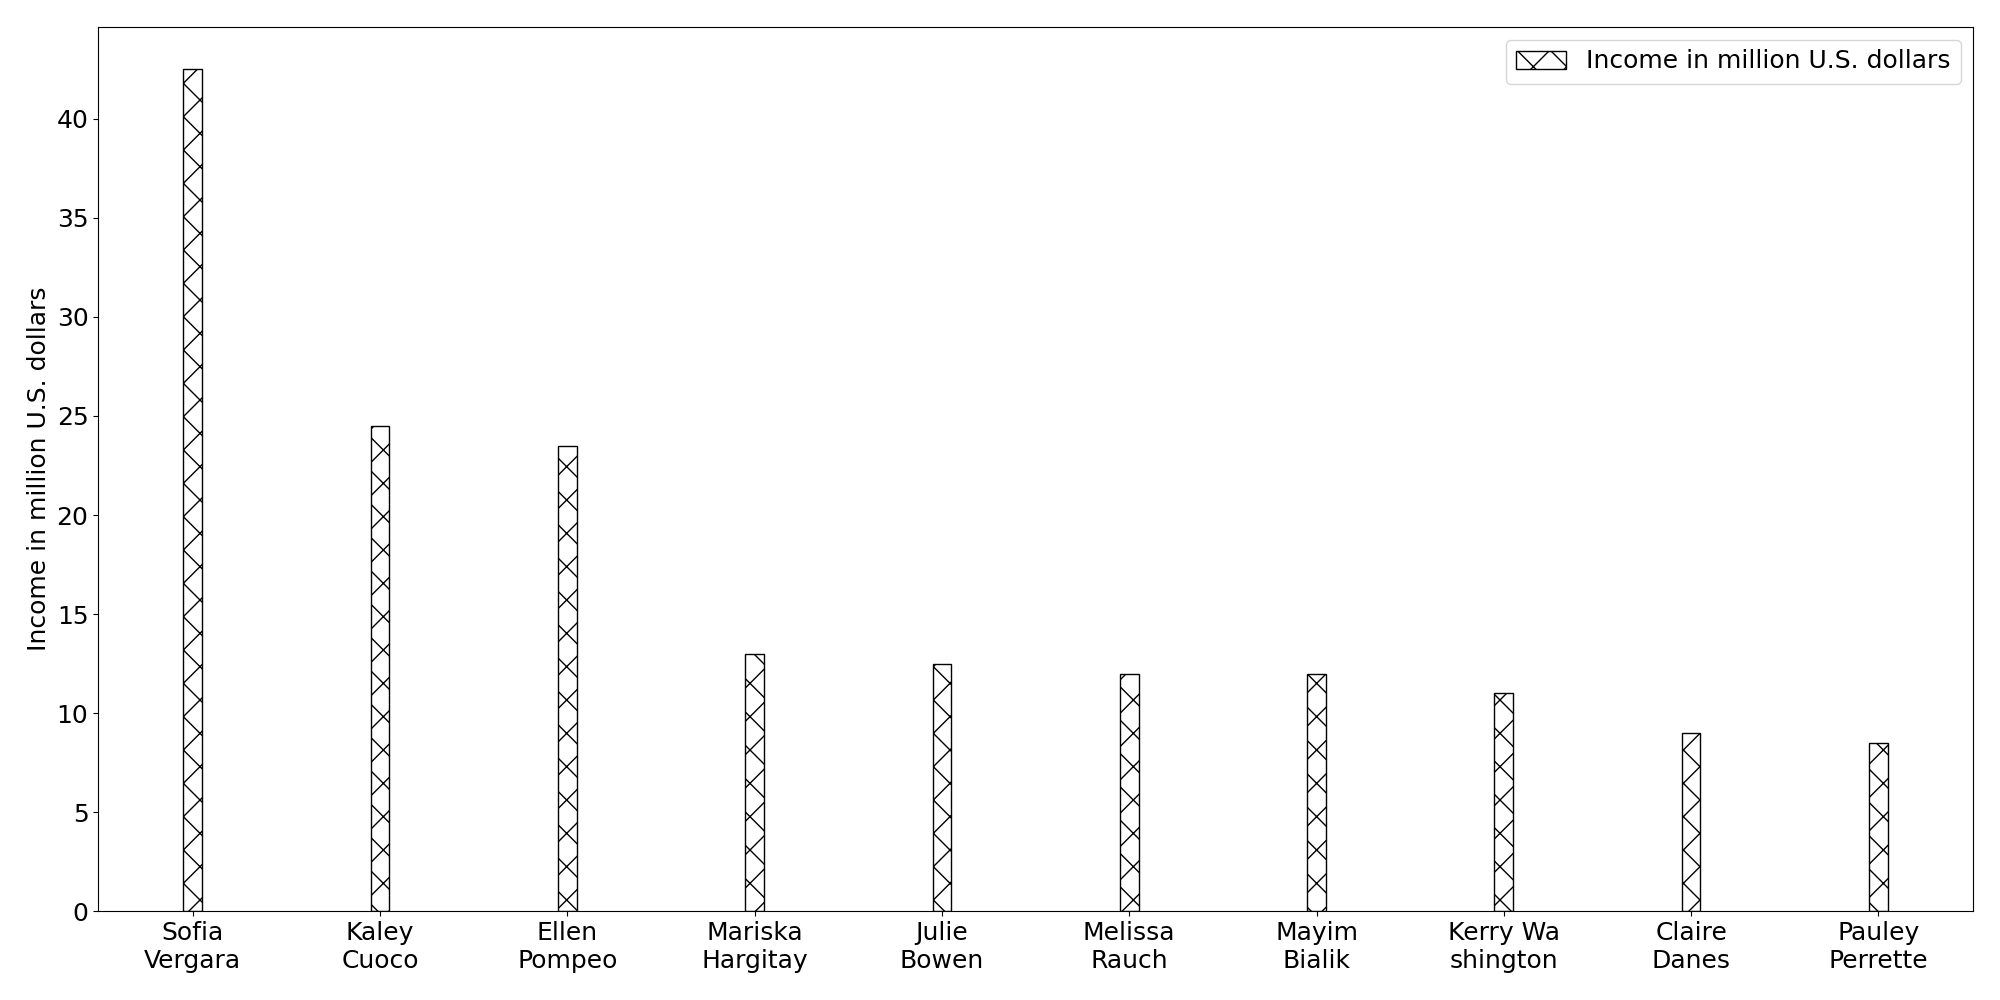 Income in million U.S. dollars
Income in million U.S. dollars
40
35
30
25
20
15
10
5
0
Sofia
Vergara
Kaley
Cuoco
Ellen
Pompeo
Mariska
Hargitay
Julie
Bowen
Melissa
Rauch
Mayim
Bialik
Kerry Wa
shington
Claire
Danes
Pauley
Perrette